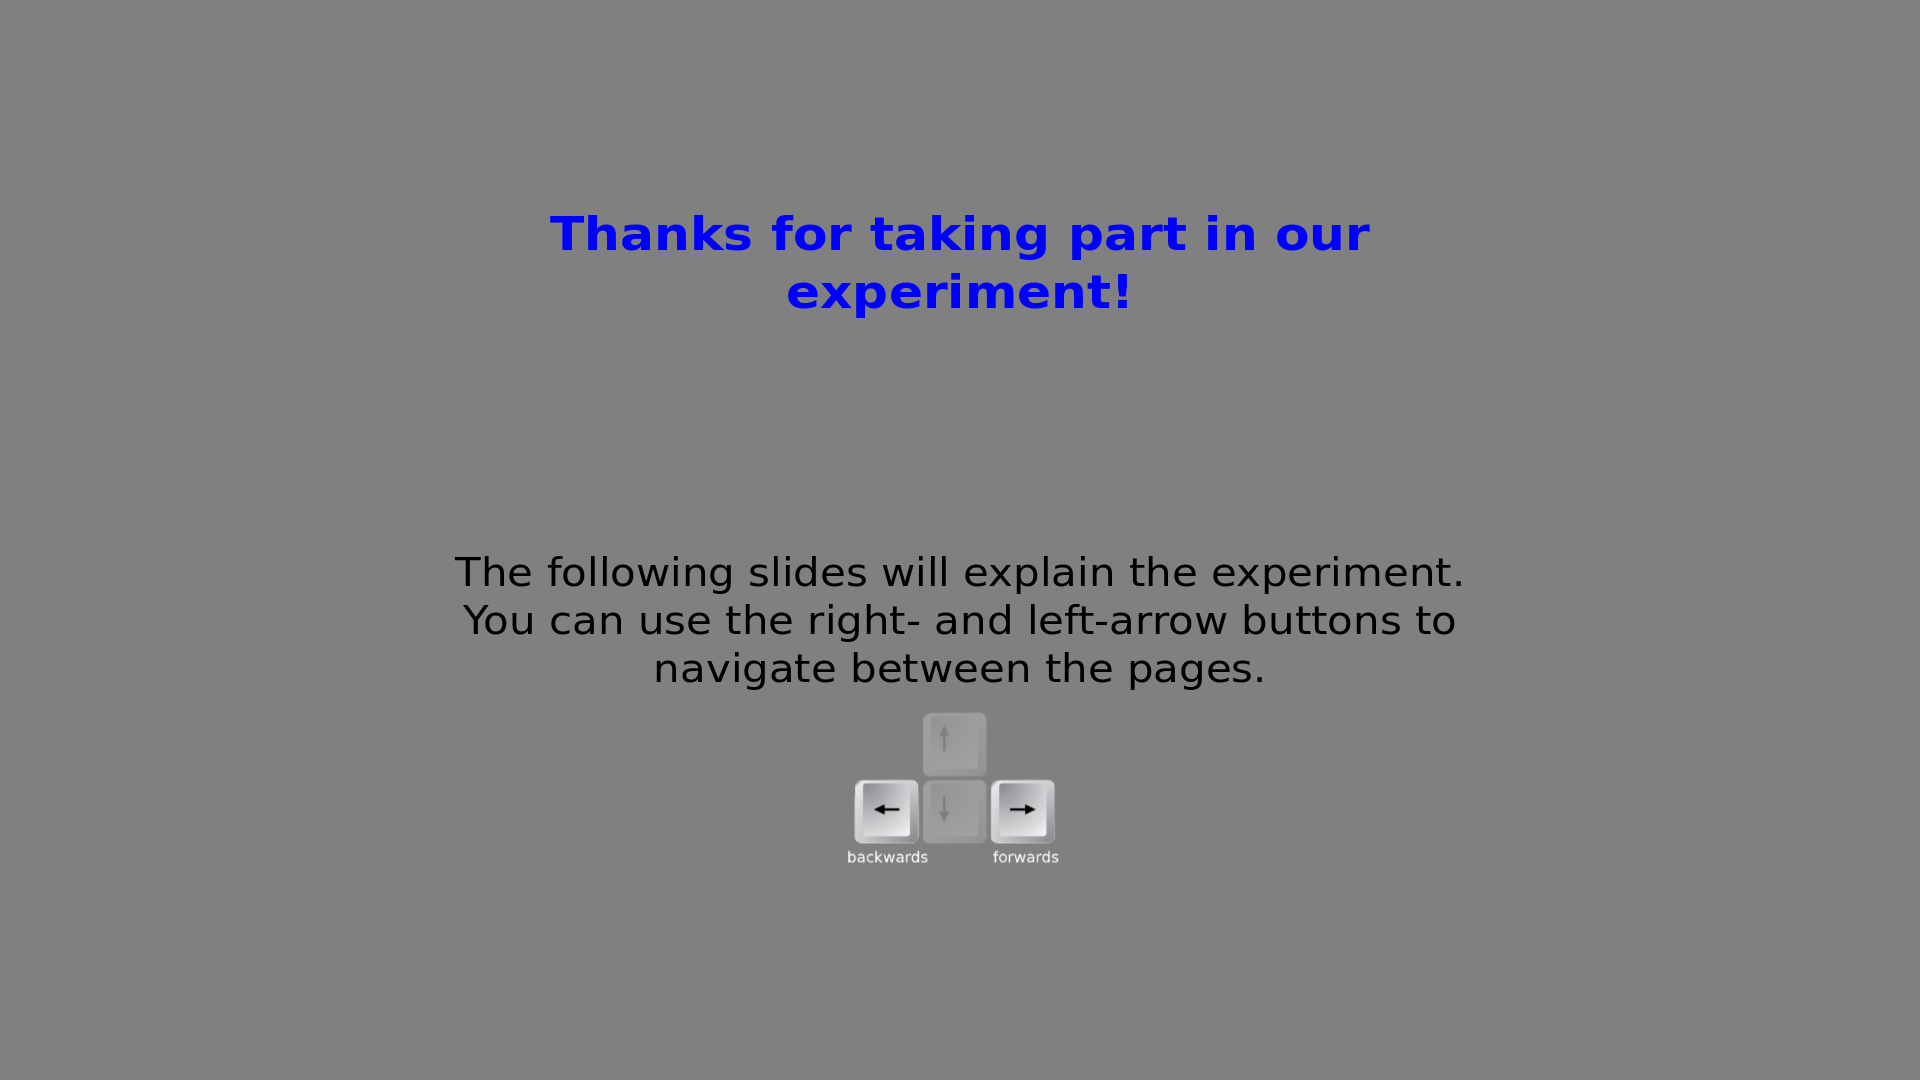 Thanks for taking part in our
experiment!
The following slides will explain the experiment.
You can use the right- and left-arrow buttons to
navigate between the pages.
↑
← ↓ →
backwards forwards